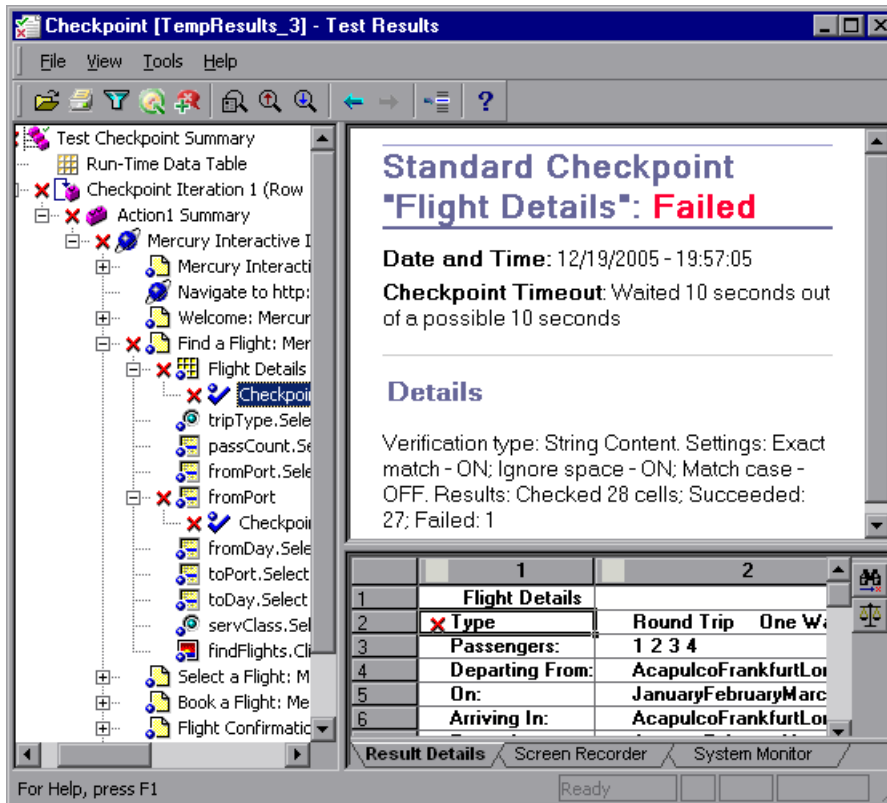 Checkpoint [TempResults_3] - Test Results
File View Tools Help
Test Checkpoint Summary
Run-Time Data Table
Checkpoint Iteration 1 (Row
Action1 Summary
Mercury Interactive I
Mercury Interacti
Navigate to http:
Welcome: Mercur
Find a Flight: Mer
Flight Details
Checkpoi
tripType.Sele
passCount.Se
fromPort.Sele
fromPort
Checkpoi
fromDay.Sele
toPort.Select
toDay.Select
servClass.Sel
findFlights.Cli
Select a Flight: M
Book a Flight: Me
Flight Confirmatic
Standard Checkpoint
"Flight Details": Failed
Date and Time: 12/19/2005 - 19:57:05
Checkpoint Timeout: Waited 10 seconds out
of a possible 10 seconds
Details
Verification type: String Content. Settings: Exact
match - ON; Ignore space - ON; Match case -
OFF. Results: Checked 28 cells; Succeeded:
27; Failed: 1
1 2
1 Flight Details
2 Type Round Trip One Wa
3 Passengers: 1 2 3 4
4 Departing From: AcapulcoFrankfurtLon
5 On: JanuaryFebruaryMarc
6 Arriving In: AcapulcoFrankfurtLon
Result Details Screen Recorder System Monitor
For Help, press F1 Ready